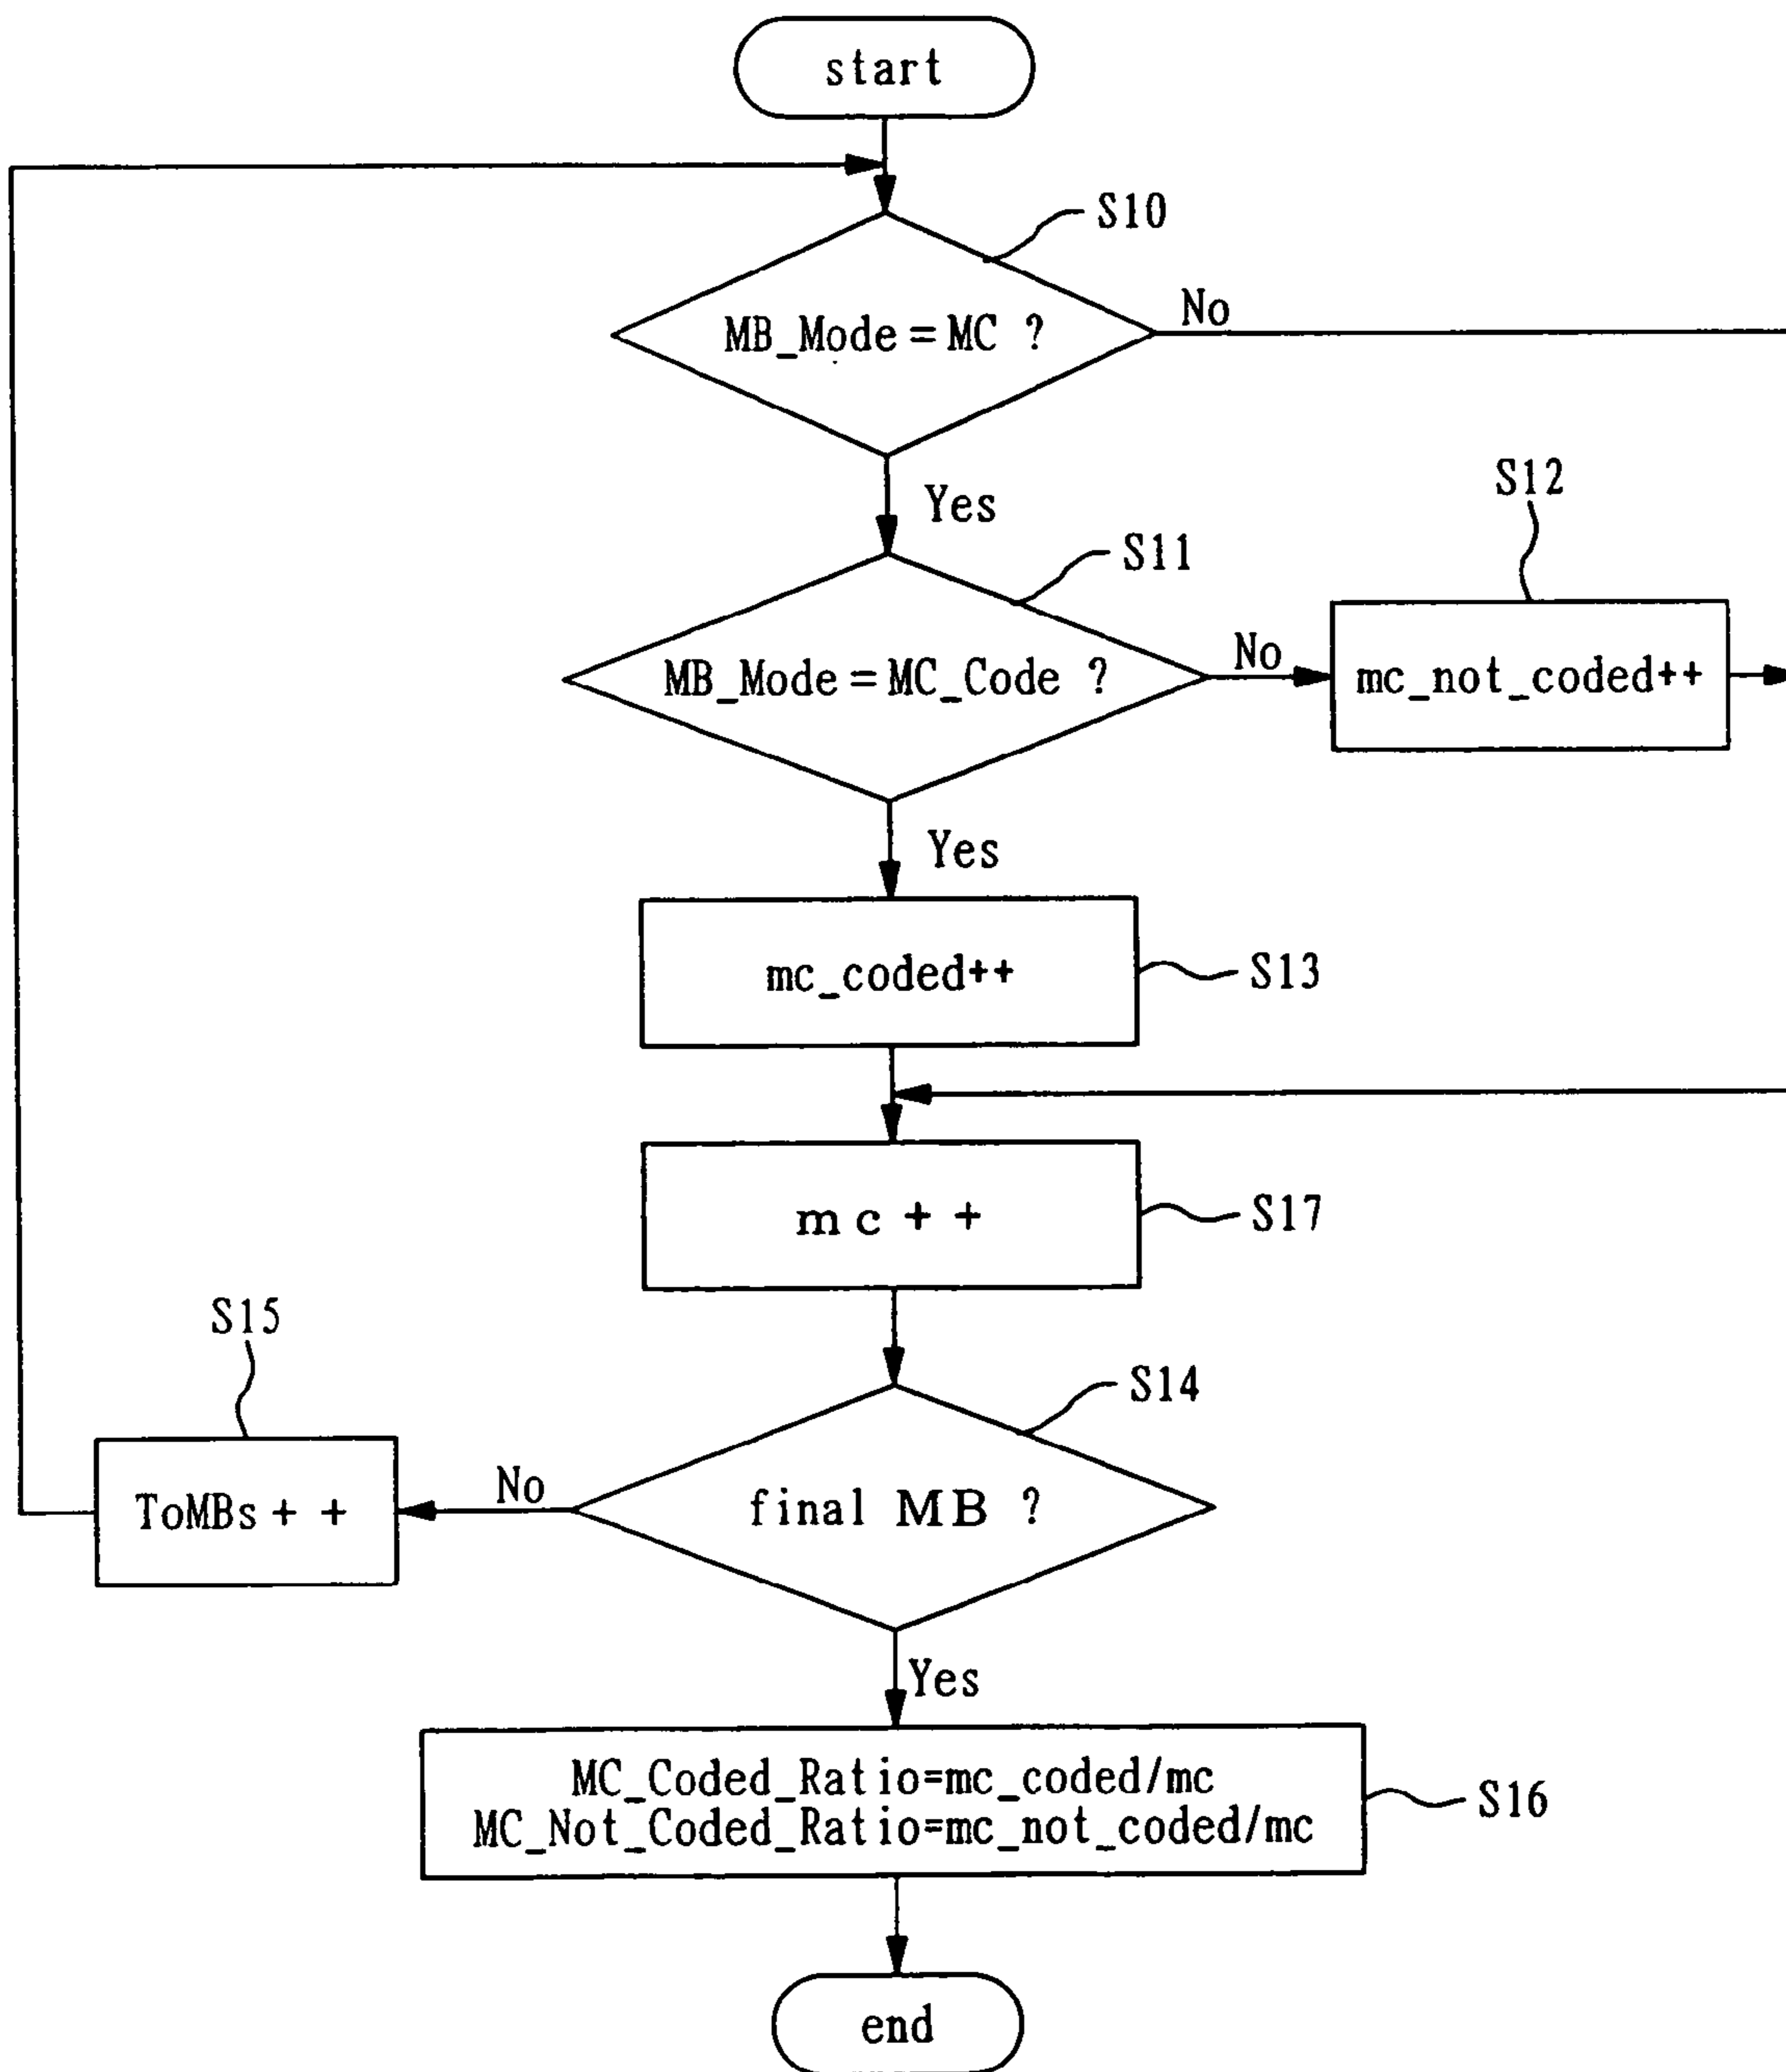 start
S10
MB_Mode=MC ?
No
Yes
S12
S11
MB_Mode=MC_Code ?
No
mc_not_coded++
Yes
mc_coded++
S13
mc++
S17
S15
S14
ToMBs++
No
final MB ?
Yes
MC_Coded_Ratio=mc_coded/mc
MC_Not_Coded_Ratio=mc_not_coded/mc
S16
end